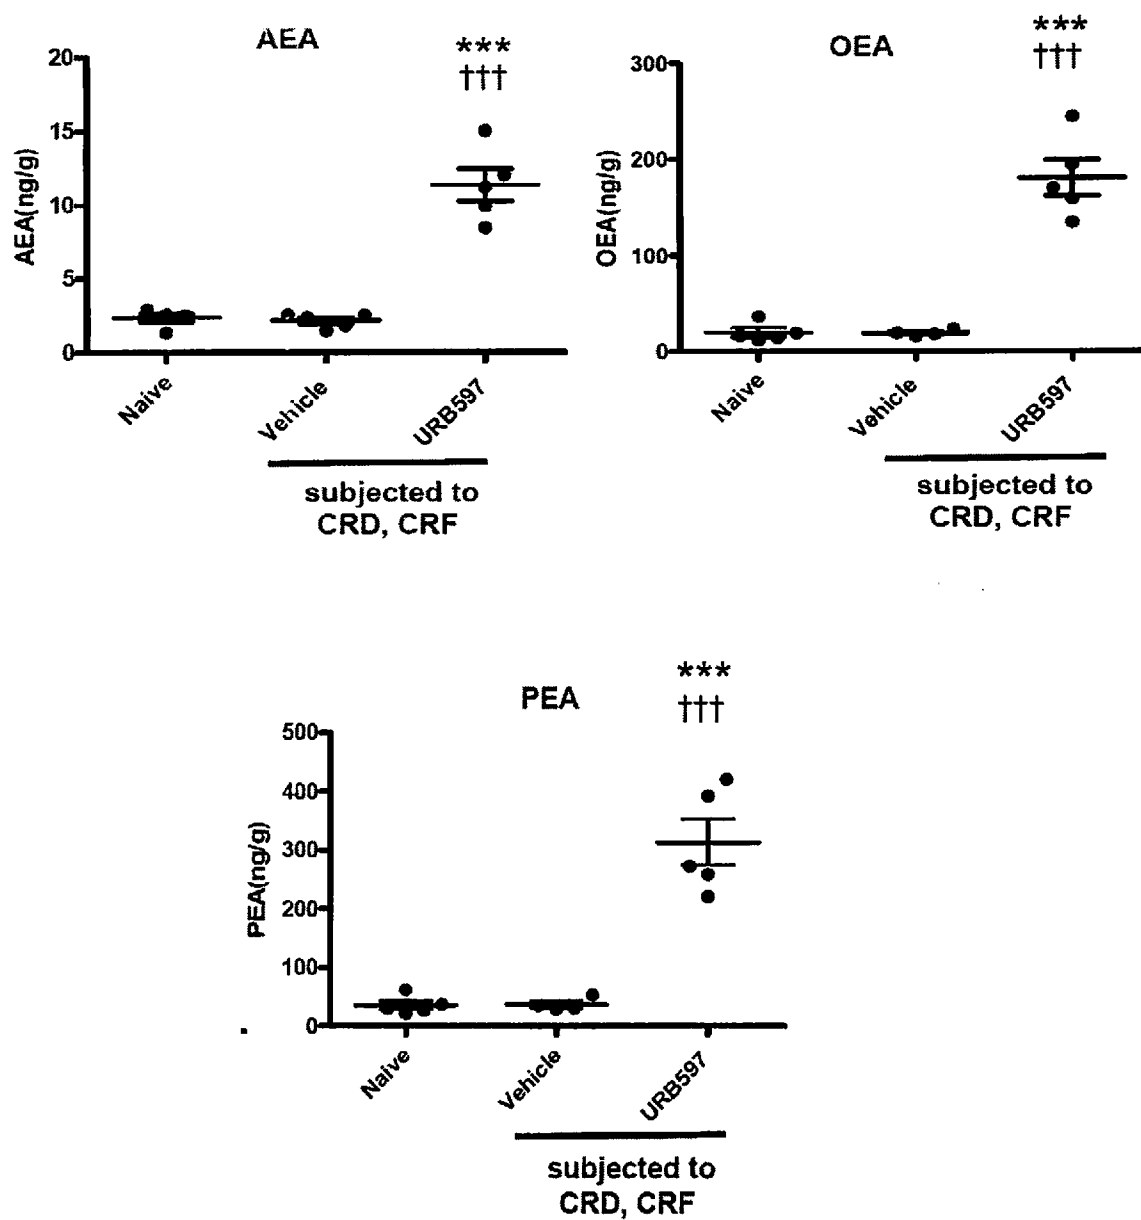 AEA
***
†††
20
15
10
5
0
AEA(ng/g)
Naive
Vehicle
URB597
subjected to
CRD, CRF
OEA
***
†††
300
200
100
0
OEA(ng/g)
Naive
Vehicle
URB597
subjected to
CRD, CRF
PEA
***
†††
500
400
300
200
100
0
PEA(ng/g)
Naive
Vehicle
URB597
subjected to
CRD, CRF